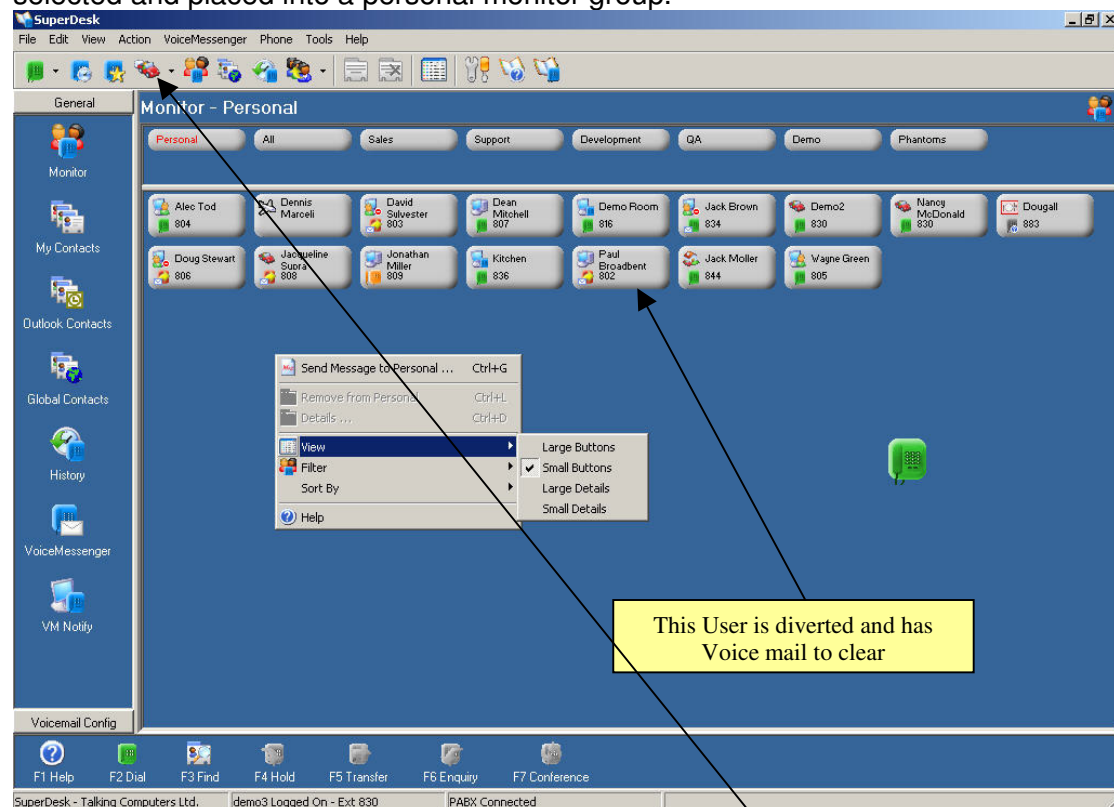 selected and placed into a personal monitor group.
SuperDesk
File Edit View Action VoiceMessenger Phone Tools Help
General
Monitor - Personal
Personal All Sales Support Development QA Demo Phantoms
Monitor
Alec Tod
804
Dennis
Marceli
David
Sulvester
803
Dean
Mitchell
807
Demo Room
816
Jack Brown
834
Demo2
830
Nancy
McDonald
830
Dougall
883
My Contacts
Doug Stewart
806
Jacqueline
Supra
808
Jonathan
Miller
809
Kitchen
836
Paul
Broadbent
802
Jack Moller
844
Wayne Green
805
Outlook Contacts
Global Contacts
History
VoiceMessenger
VM Notify
Send Message to Personal ... Ctrl+G
Remove from Personal Ctrl+L
Details ... Ctrl+D
View
Filter
Sort By
Help
Large Buttons
Small Buttons
Large Details
Small Details
This User is diverted and has
Voice mail to clear
Voicemail Config
F1 Help F2 Dial F3 Find F4 Hold F5 Transfer F6 Enquiry F7 Conference
SuperDesk - Talking Computers Ltd. demo3 Logged On - Ext 830 PABX Connected